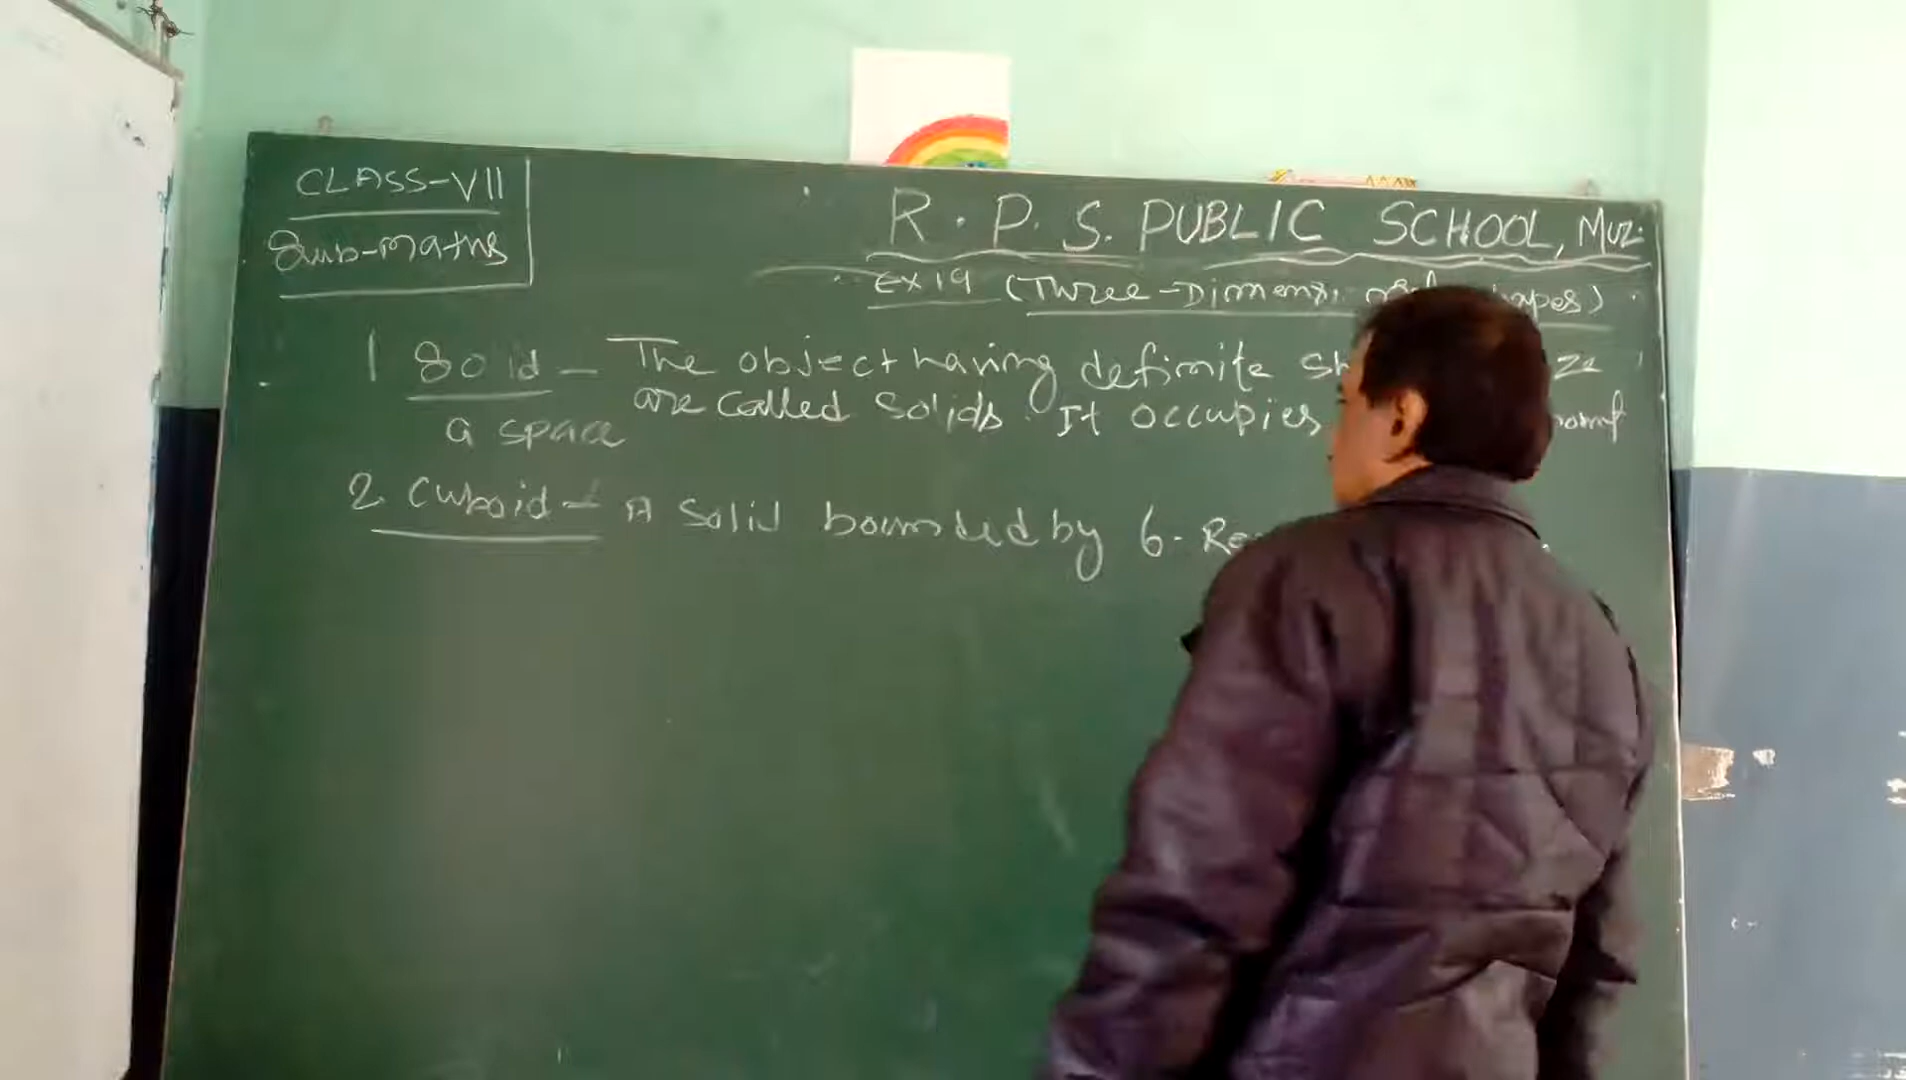 CLASS-VII
Sub-Maths
R. P. S. PUBLIC SCHOOL, Muz.
EX 19 (Three-Dimensi
1 Solid - The object having definite
are called Solids. It occupies
a space
2. Cuboid - A Solid bounded by 6-